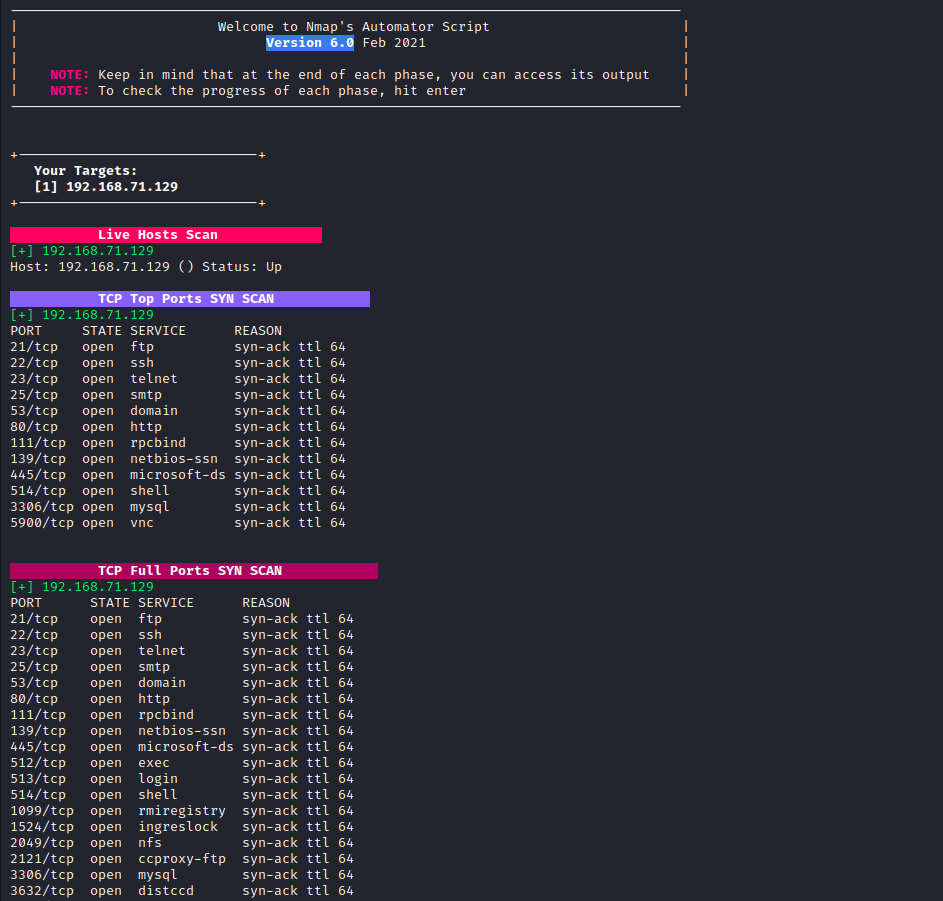 Welcome to Nmap's Automator Script
Version 6.0 Feb 2021
NOTE: Keep in mind that at the end of each phase, you can access its output
NOTE: To check the progress of each phase, hit enter
Your Targets:
[1] 192.168.71.129
Live Hosts Scan
[+] 192.168.71.129
Host: 192.168.71.129 () Status: Up
TCP Top Ports SYN SCAN
[+] 192.168.71.129
PORT STATE SERVICE REASON
21/tcp open ftp syn-ack ttl 64
22/tcp open ssh syn-ack ttl 64
23/tcp open telnet syn-ack ttl 64
25/tcp open smtp syn-ack ttl 64
53/tcp open domain syn-ack ttl 64
80/tcp open http syn-ack ttl 64
111/tcp open rpcbind syn-ack ttl 64
139/tcp open netbios-ssn syn-ack ttl 64
445/tcp open microsoft-ds syn-ack ttl 64
514/tcp open shell syn-ack ttl 64
3306/tcp open mysql syn-ack ttl 64
5900/tcp open vnc syn-ack ttl 64
TCP Full Ports SYN SCAN
[+] 192.168.71.129
PORT STATE SERVICE REASON
21/tcp open ftp syn-ack ttl 64
22/tcp open ssh syn-ack ttl 64
23/tcp open telnet syn-ack ttl 64
25/tcp open smtp syn-ack ttl 64
53/tcp open domain syn-ack ttl 64
80/tcp open http syn-ack ttl 64
111/tcp open rpcbind syn-ack ttl 64
139/tcp open netbios-ssn syn-ack ttl 64
445/tcp open microsoft-ds syn-ack ttl 64
512/tcp open exec syn-ack ttl 64
513/tcp open login syn-ack ttl 64
514/tcp open shell syn-ack ttl 64
1099/tcp open rmiregistry syn-ack ttl 64
1524/tcp open ingreslock syn-ack ttl 64
2049/tcp open nfs syn-ack ttl 64
2121/tcp open ccproxy-ftp syn-ack ttl 64
3306/tcp open mysql syn-ack ttl 64
3632/tcp open distccd syn-ack ttl 64